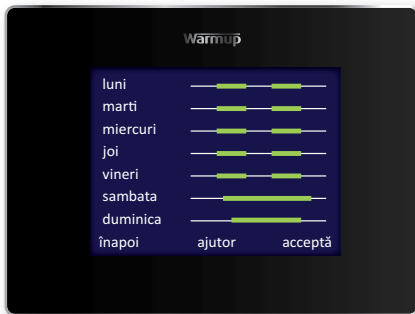 Warmup
luni
marti
miercuri
joi
vineri
sambata
duminica
înapoi ajutor acceptă